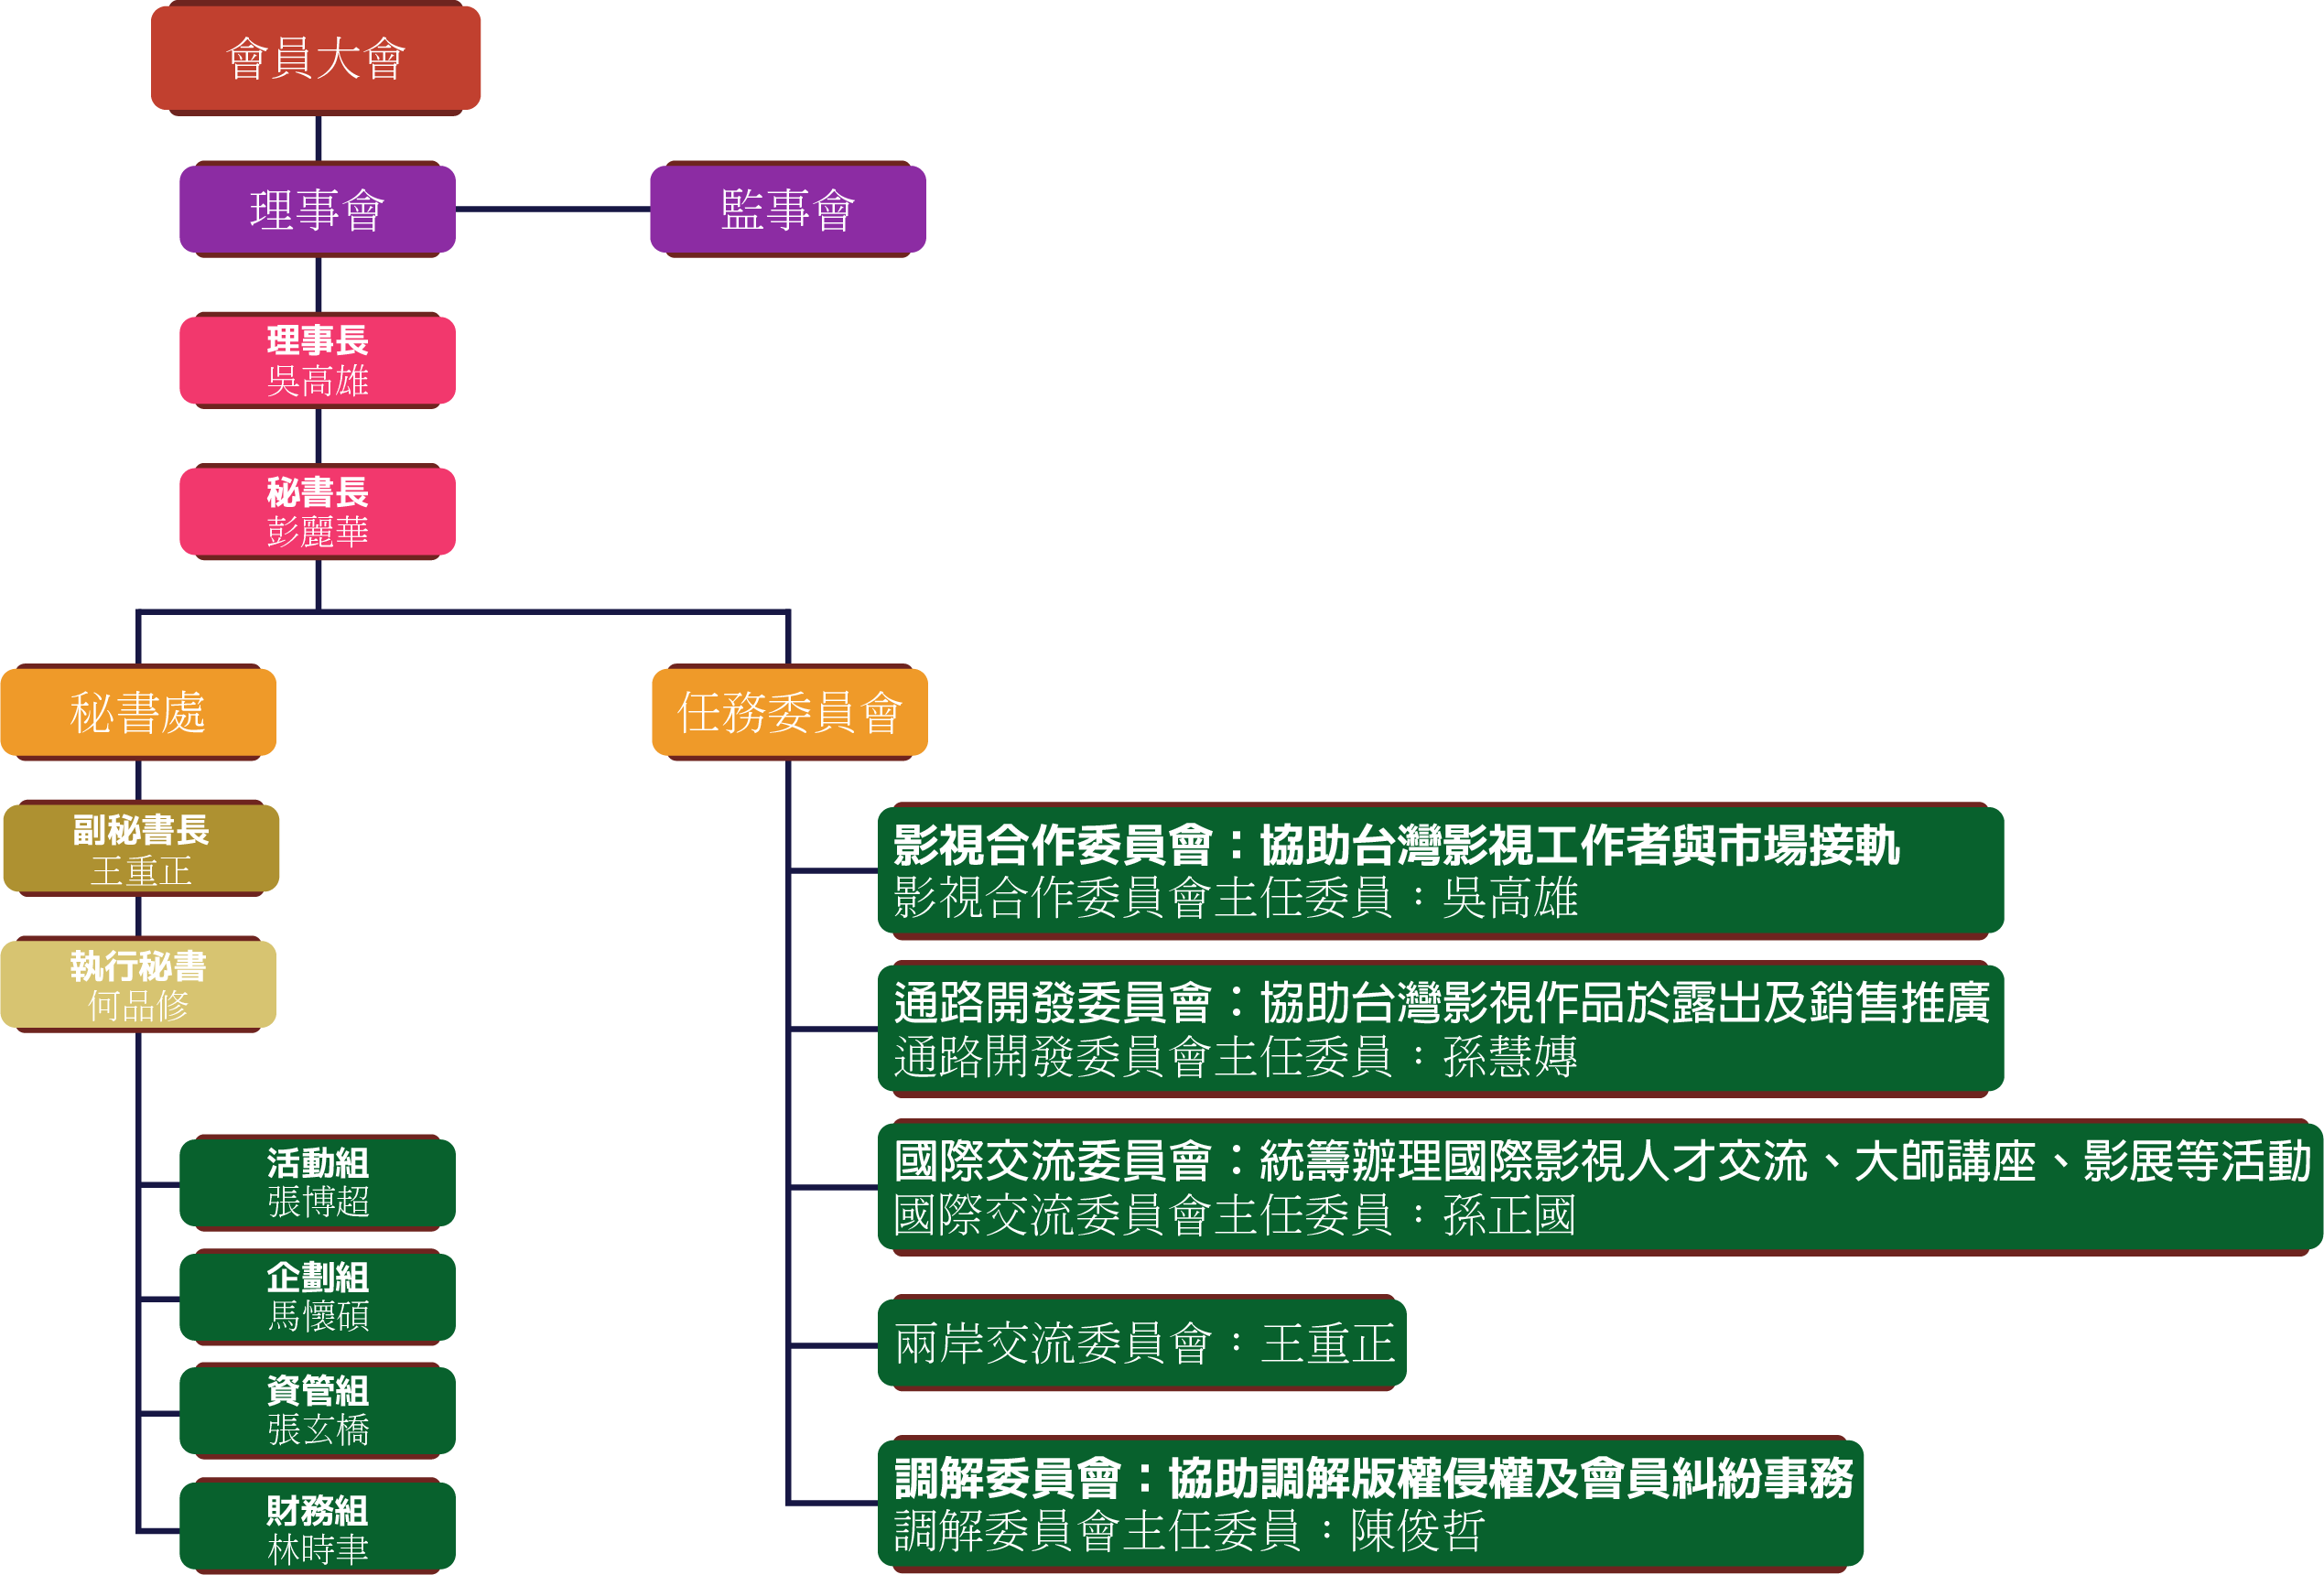 會員大會
理事會
監事會
理事長
吳高雄
秘書長
彭麗華
秘書處
任務委員會
副秘書長
王重正
執行秘書
何品修
活動組
張博超
企劃組
馬懷碩
資管組
張玄橋
財務組
林時聿
影視合作委員會：協助台灣影視工作者與市場接軌
影視合作委員會主任委員：吳高雄
通路開發委員會：協助台灣影視作品於露出及銷售推廣
通路開發委員會主任委員：孫慧媾
國際交流委員會：統籌辦理國際影視人才交流、大師講座、影展等活動
國際交流委員會主任委員：孫正國
兩岸交流委員會：王重正
調解委員會：協助調解版權侵權及會員糾紛事務
調解委員會主任委員：陳俊哲